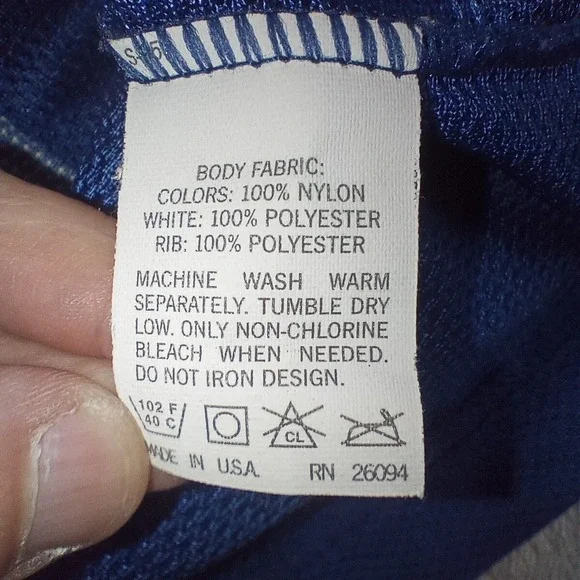 BODY FABRIC:
COLORS: 100% NYLON
WHITE: 100% POLYESTER
RIB: 100% POLYESTER
MACHINE WASH WARM
SEPARATELY. TUMBLE DRY
LOW. ONLY NON-CHLORINE
BLEACH WHEN NEEDED.
DO NOT IRON DESIGN.
102 F
40 C
CL
MADE IN U.S.A. RN 26094